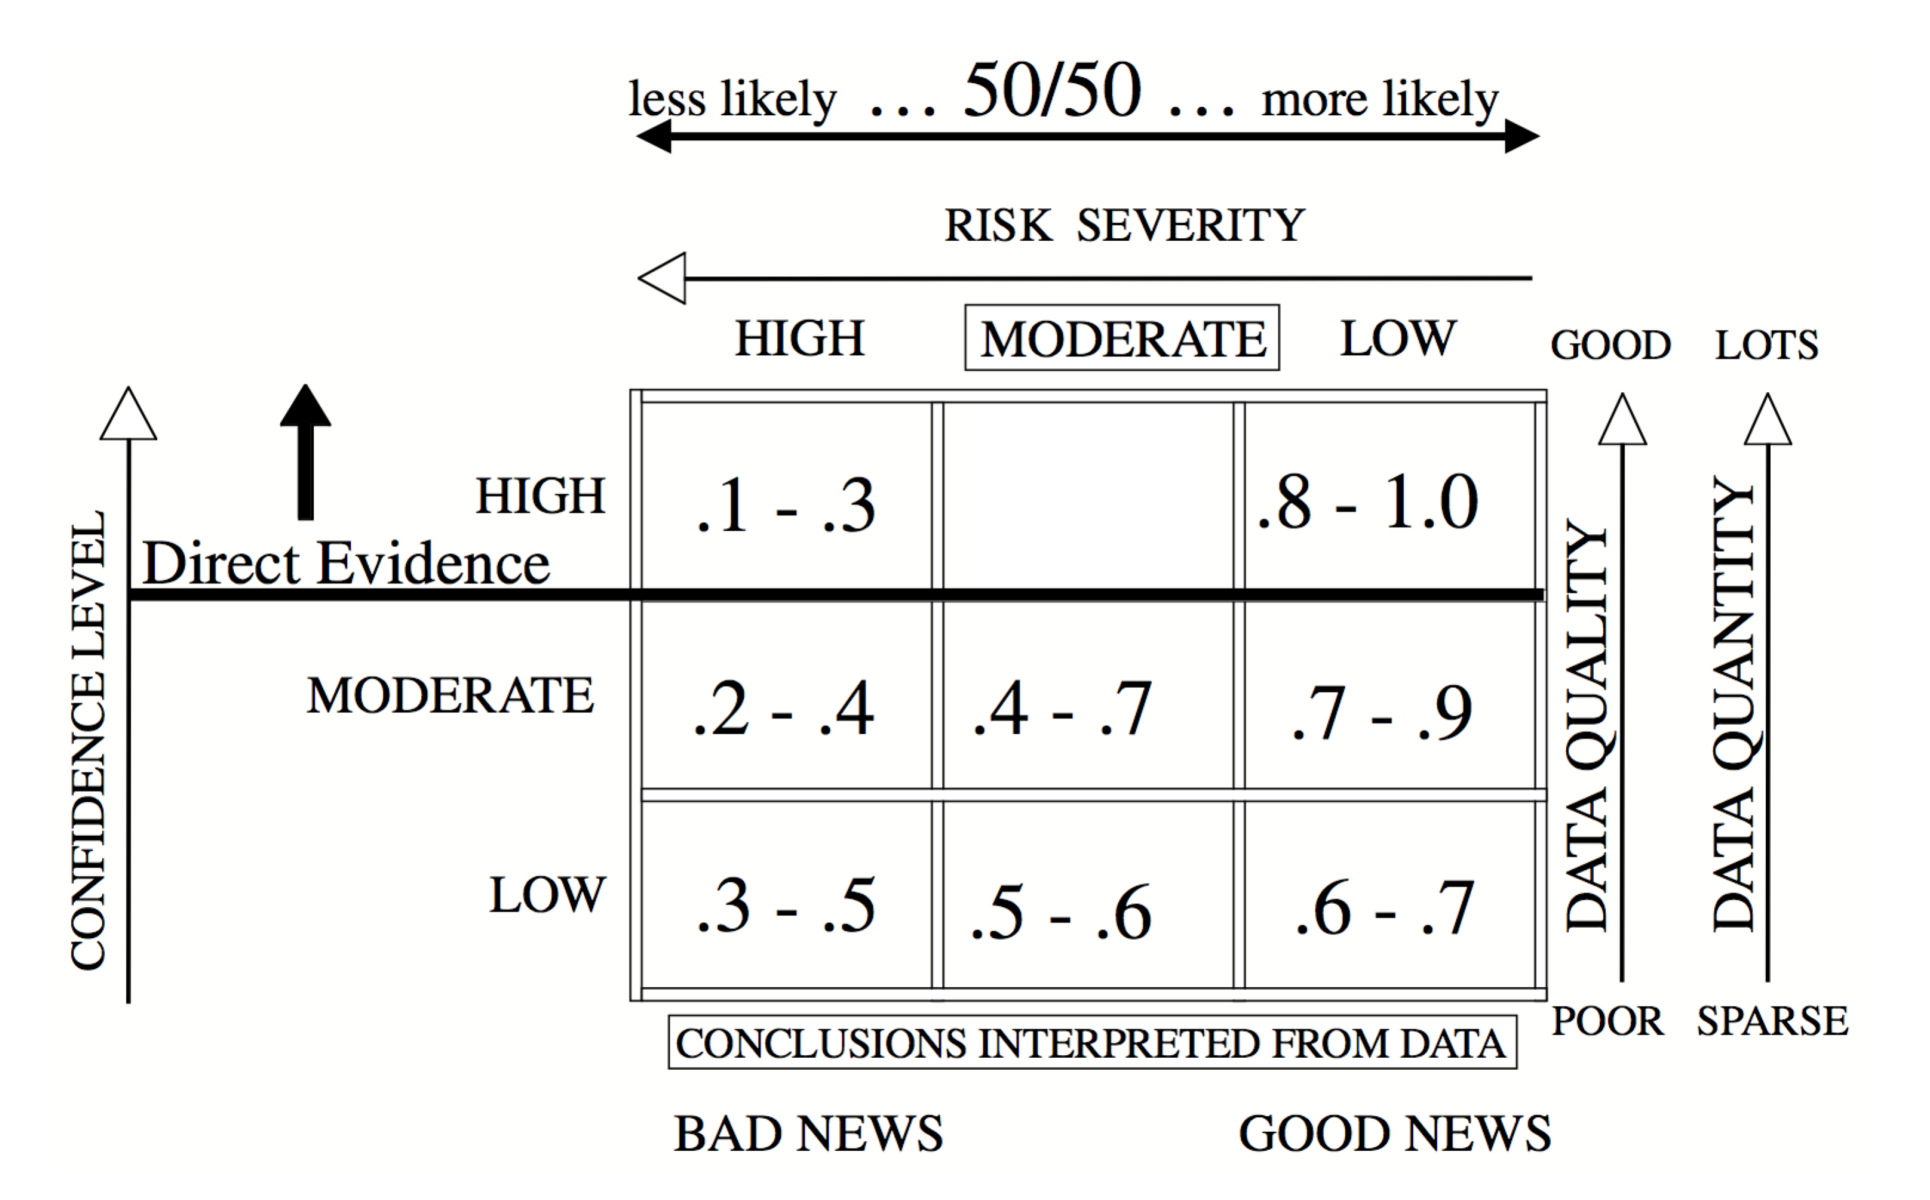 less likely ... 50/50 ... more likely
RISK SEVERITY
HIGH MODERATE LOW GOOD LOTS
HIGH .1 - .3 .8 - 1.0
Direct Evidence
CONFIDENCE LEVEL
MODERATE .2 - .4 .4 - .7 .7 - .9
DATA QUALITY
DATA QUANTITY
LOW .3 - .5 .5 - .6 .6 - .7
POOR SPARSE
CONCLUSIONS INTERPRETED FROM DATA
BAD NEWS GOOD NEWS